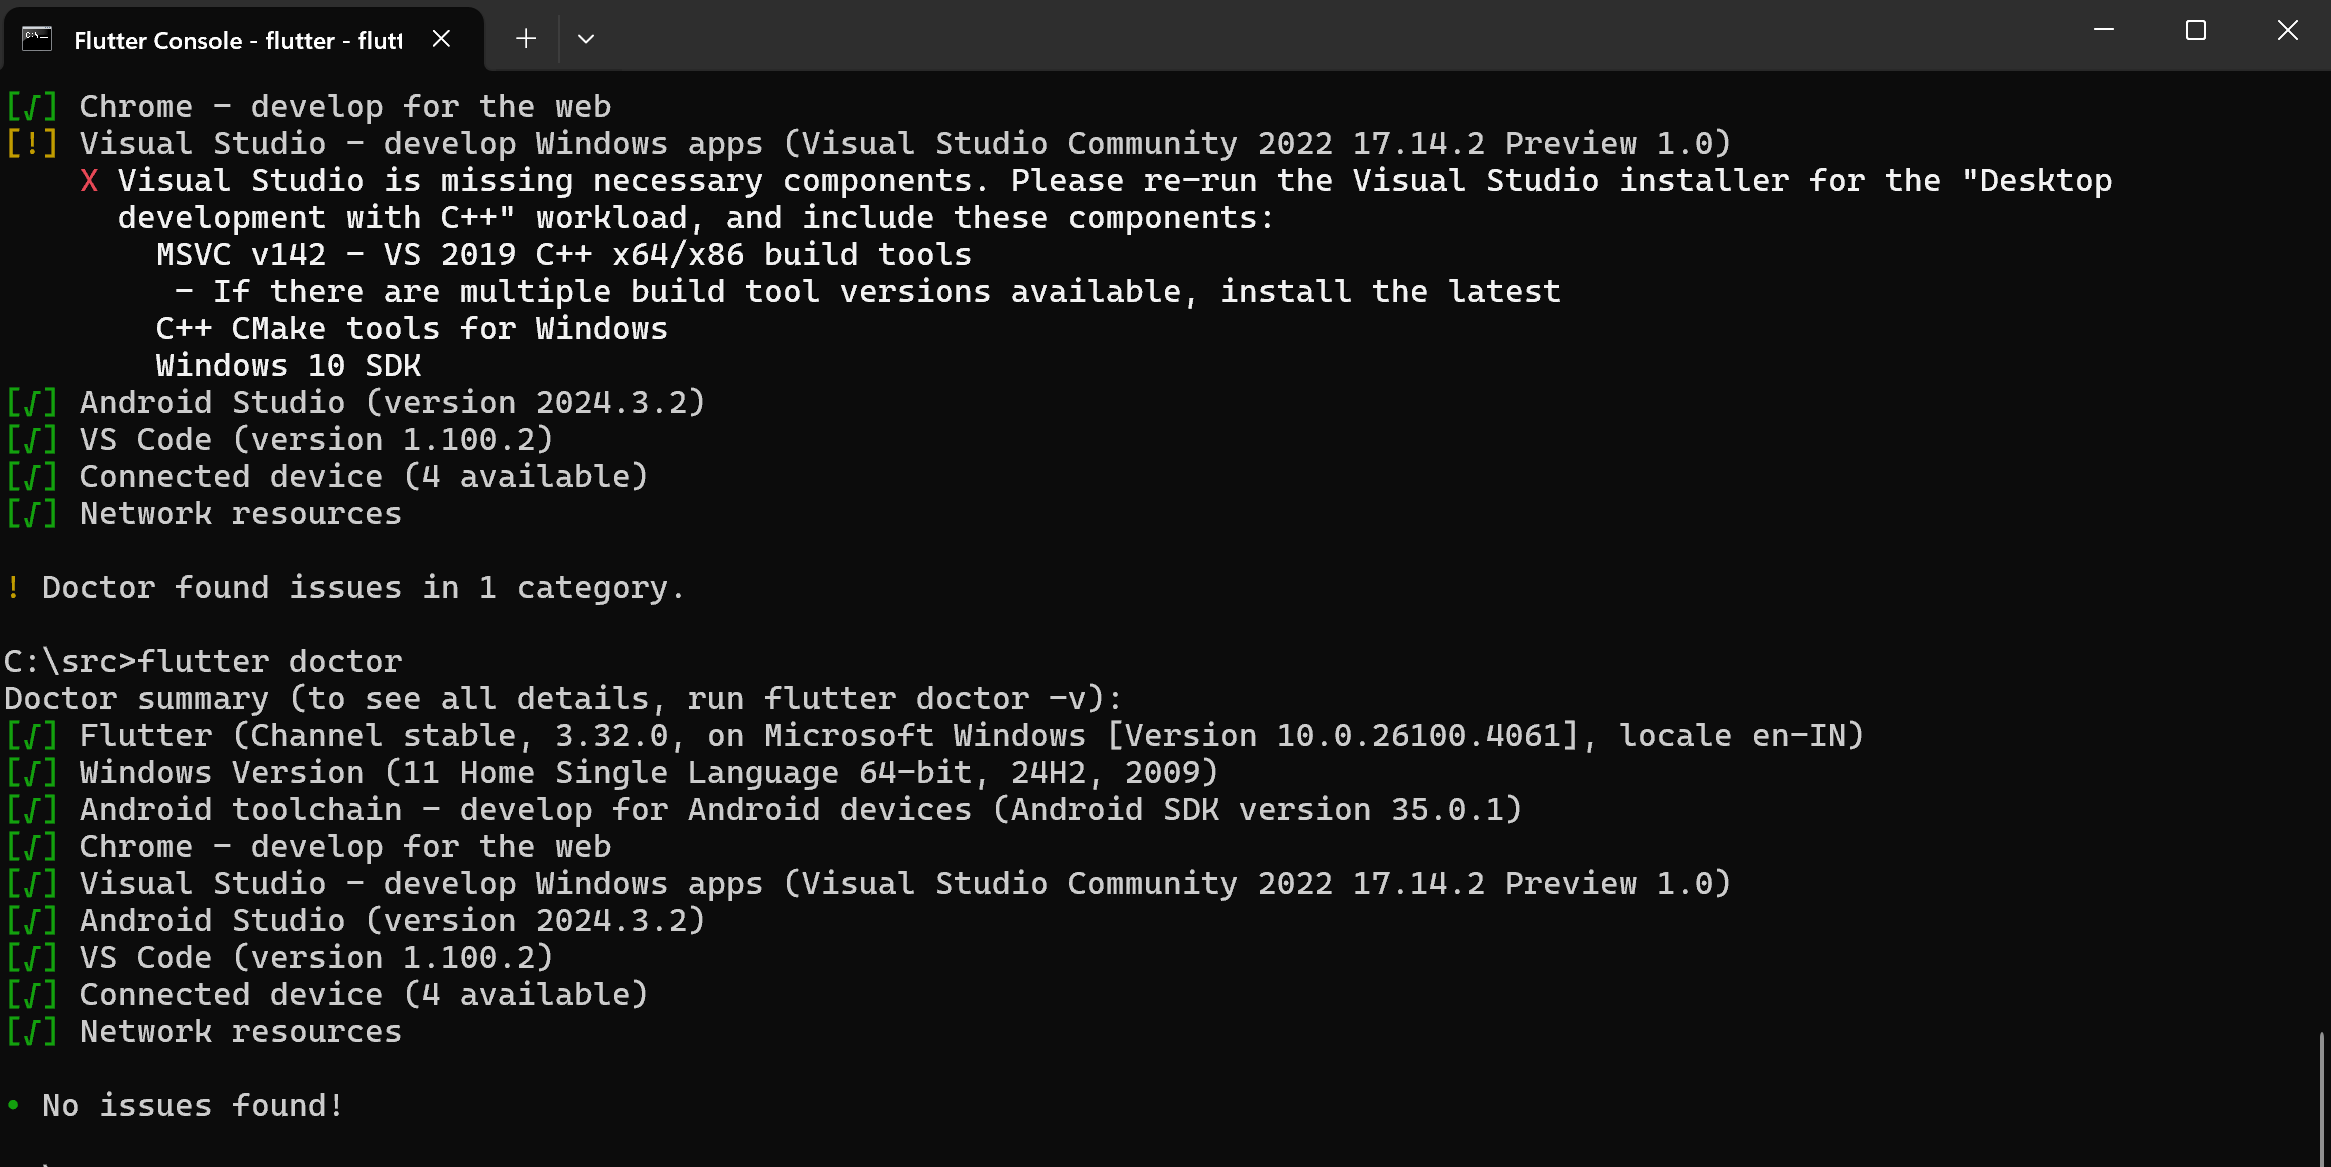 Flutter Console - flutter - flutt
[√] Chrome - develop for the web
[!] Visual Studio - develop Windows apps (Visual Studio Community 2022 17.14.2 Preview 1.0)
X Visual Studio is missing necessary components. Please re-run the Visual Studio installer for the "Desktop
development with C++" workload, and include these components:
MSVC v142 - VS 2019 C++ x64/x86 build tools
- If there are multiple build tool versions available, install the latest
C++ CMake tools for Windows
Windows 10 SDK
[√] Android Studio (version 2024.3.2)
[√] VS Code (version 1.100.2)
[√] Connected device (4 available)
[√] Network resources
! Doctor found issues in 1 category.
C:\src>flutter doctor
Doctor summary (to see all details, run flutter doctor -v):
[√] Flutter (Channel stable, 3.32.0, on Microsoft Windows [Version 10.0.26100.4061], locale en-IN)
[√] Windows Version (11 Home Single Language 64-bit, 24H2, 2009)
[√] Android toolchain - develop for Android devices (Android SDK version 35.0.1)
[√] Chrome - develop for the web
[√] Visual Studio - develop Windows apps (Visual Studio Community 2022 17.14.2 Preview 1.0)
[√] Android Studio (version 2024.3.2)
[√] VS Code (version 1.100.2)
[√] Connected device (4 available)
[√] Network resources
• No issues found!